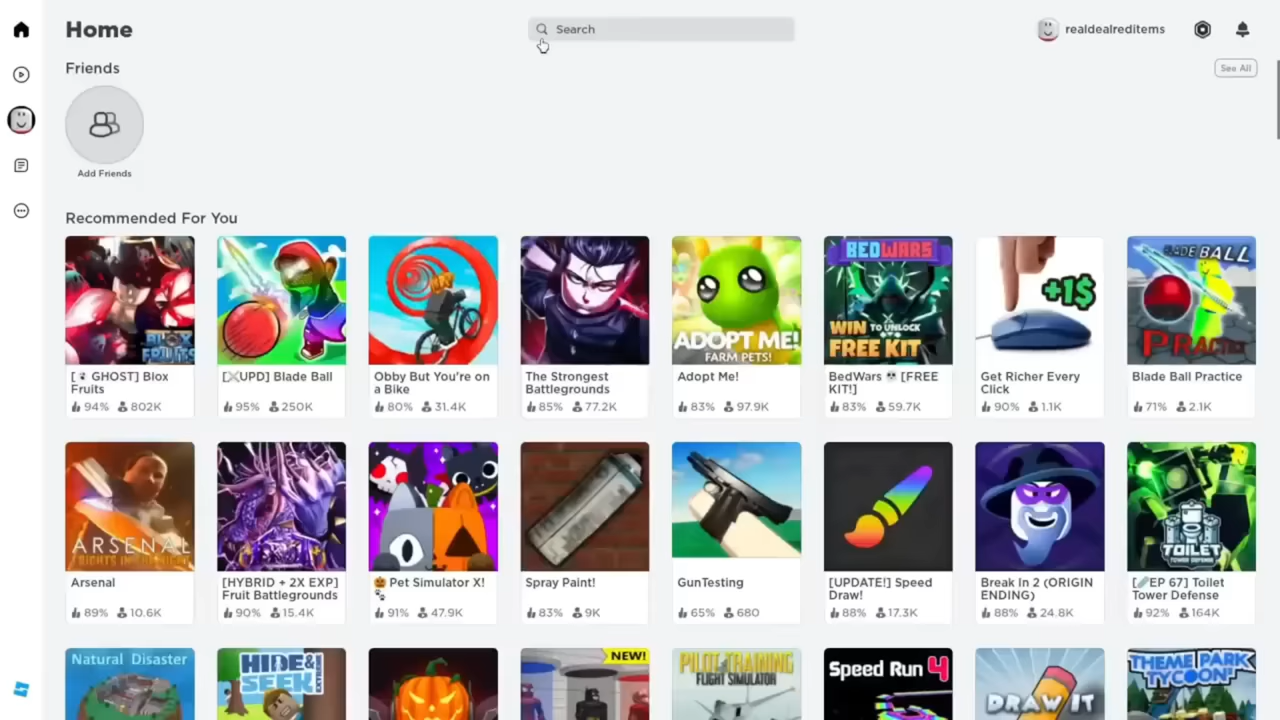 Home
Search
realdealreditems
Friends
See All
Add Friends
Recommended For You
BLOX
FRUITS
ADOPT ME!
FARM PETS!
BEDWARS
WIN TO UNLOCK
FREE KIT
+1$
BLADE BALL
[ GHOST] Blox
Fruits
94% 802K
[⚔UPD] Blade Ball
95% 250K
Obby But You're on
a Bike
80% 31.4K
The Strongest
Battlegrounds
85% 77.2K
Adopt Me!
83% 97.9K
BedWars 💀 [FREE
KIT!]
83% 59.7K
Get Richer Every
Click
90% 1.1K
Blade Ball Practice
71% 2.1K
ARSENAL
TOILET
TOWER DEFENSE
Arsenal
89% 10.6K
[HYBRID + 2X EXP]
Fruit Battlegrounds
90% 15.4K
🎃 Pet Simulator X!
🐾
91% 47.9K
Spray Paint!
83% 9K
GunTesting
65% 680
[UPDATE!] Speed
Draw!
88% 17.3K
Break In 2 (ORIGIN
ENDING)
88% 24.8K
[🧪EP 67] Toilet
Tower Defense
92% 164K
Natural Disaster
HIDE &
SEEK
EXTREME
NEW!
PILOT TRAINING
FLIGHT SIMULATOR
Speed Run 4
DRAW IT
THEME PARK
TYCOON 2